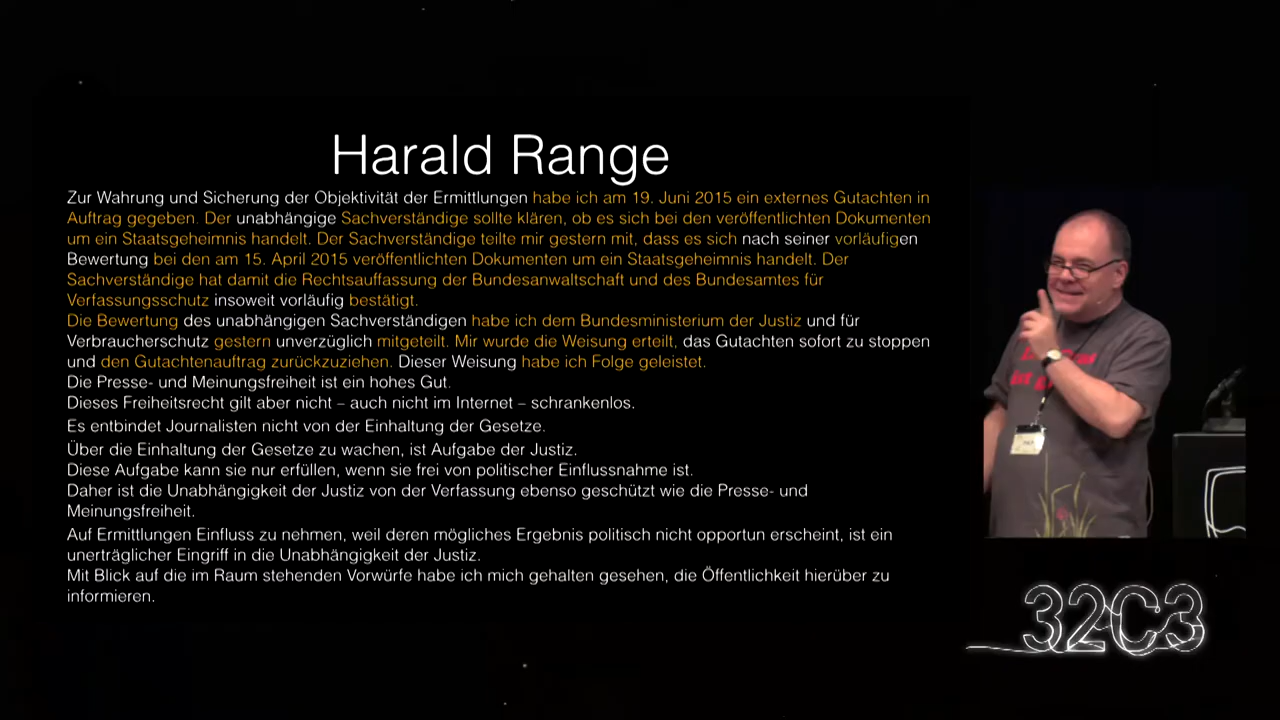 Harald Range
Zur Wahrung und Sicherung der Objektivität der Ermittlungen habe ich am 19. Juni 2015 ein externes Gutachten in
Auftrag gegeben. Der unabhängige Sachverständige sollte klären, ob es sich bei den veröffentlichten Dokumenten
um ein Staatsgeheimnis handelt. Der Sachverständige teilte mir gestern mit, dass es sich nach seiner vorläufigen
Bewertung bei den am 15. April 2015 veröffentlichten Dokumenten um ein Staatsgeheimnis handelt. Der
Sachverständige hat damit die Rechtsauffassung der Bundesanwaltschaft und des Bundesamtes für
Verfassungsschutz insoweit vorläufig bestätigt.
Die Bewertung des unabhängigen Sachverständigen habe ich dem Bundesministerium der Justiz und für
Verbraucherschutz gestern unverzüglich mitgeteilt. Mir wurde die Weisung erteilt, das Gutachten sofort zu stoppen
und den Gutachtenauftrag zurückzuziehen. Dieser Weisung habe ich Folge geleistet.
Die Presse- und Meinungsfreiheit ist ein hohes Gut.
Dieses Freiheitsrecht gilt aber nicht – auch nicht im Internet – schrankenlos.
Es entbindet Journalisten nicht von der Einhaltung der Gesetze.
Über die Einhaltung der Gesetze zu wachen, ist Aufgabe der Justiz.
Diese Aufgabe kann sie nur erfüllen, wenn sie frei von politischer Einflussnahme ist.
Daher ist die Unabhängigkeit der Justiz von der Verfassung ebenso geschützt wie die Presse- und
Meinungsfreiheit.
Auf Ermittlungen Einfluss zu nehmen, weil deren mögliches Ergebnis politisch nicht opportun erscheint, ist ein
unerträglicher Eingriff in die Unabhängigkeit der Justiz.
Mit Blick auf die im Raum stehenden Vorwürfe habe ich mich gehalten gesehen, die Öffentlichkeit hierüber zu
informieren.
32C3